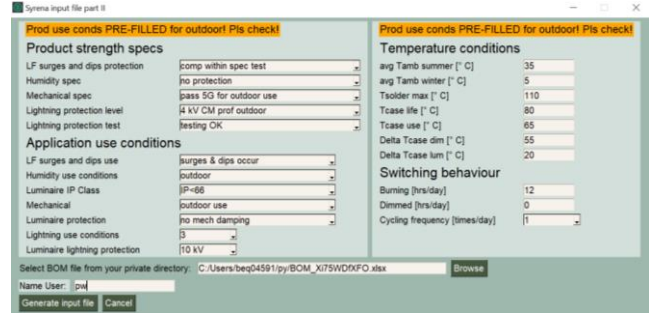 Syrena input file part II
Prod use conds PRE-FILLED for outdoor! Pls check!
Product strength specs
LF surges and dips protection comp within spec test
Humidity spec no protection
Mechanical spec pass 5G for outdoor use
Lightning protection level 4 kV CM prof outdoor
Lightning protection test testing OK
Application use conditions
LF surges and dips use surges & dips occur
Humidity use conditions outdoor
Luminaire IP Class IP<66
Mechanical outdoor use
Luminaire protection no mech damping
Lightning use conditions 3
Luminaire lightning protection 10 kV
Prod use conds PRE-FILLED for outdoor! Pls check!
Temperature conditions
avg Tamb summer [° C] 35
avg Tamb winter [° C] 5
Tsolder max [° C] 110
Tcase life [° C] 80
Tcase use [° C] 65
Delta Tcase dim [° C] 55
Delta Tcase lum [° C] 20
Switching behaviour
Burning [hrs/day] 12
Dimmed [hrs/day] 0
Cycling frequency [times/day] 1
Select BOM file from your private directory: C:/Users/beq04591/py/BOM_Xi75WDfXFO.xlsx Browse
Name User: pw
Generate input file Cancel